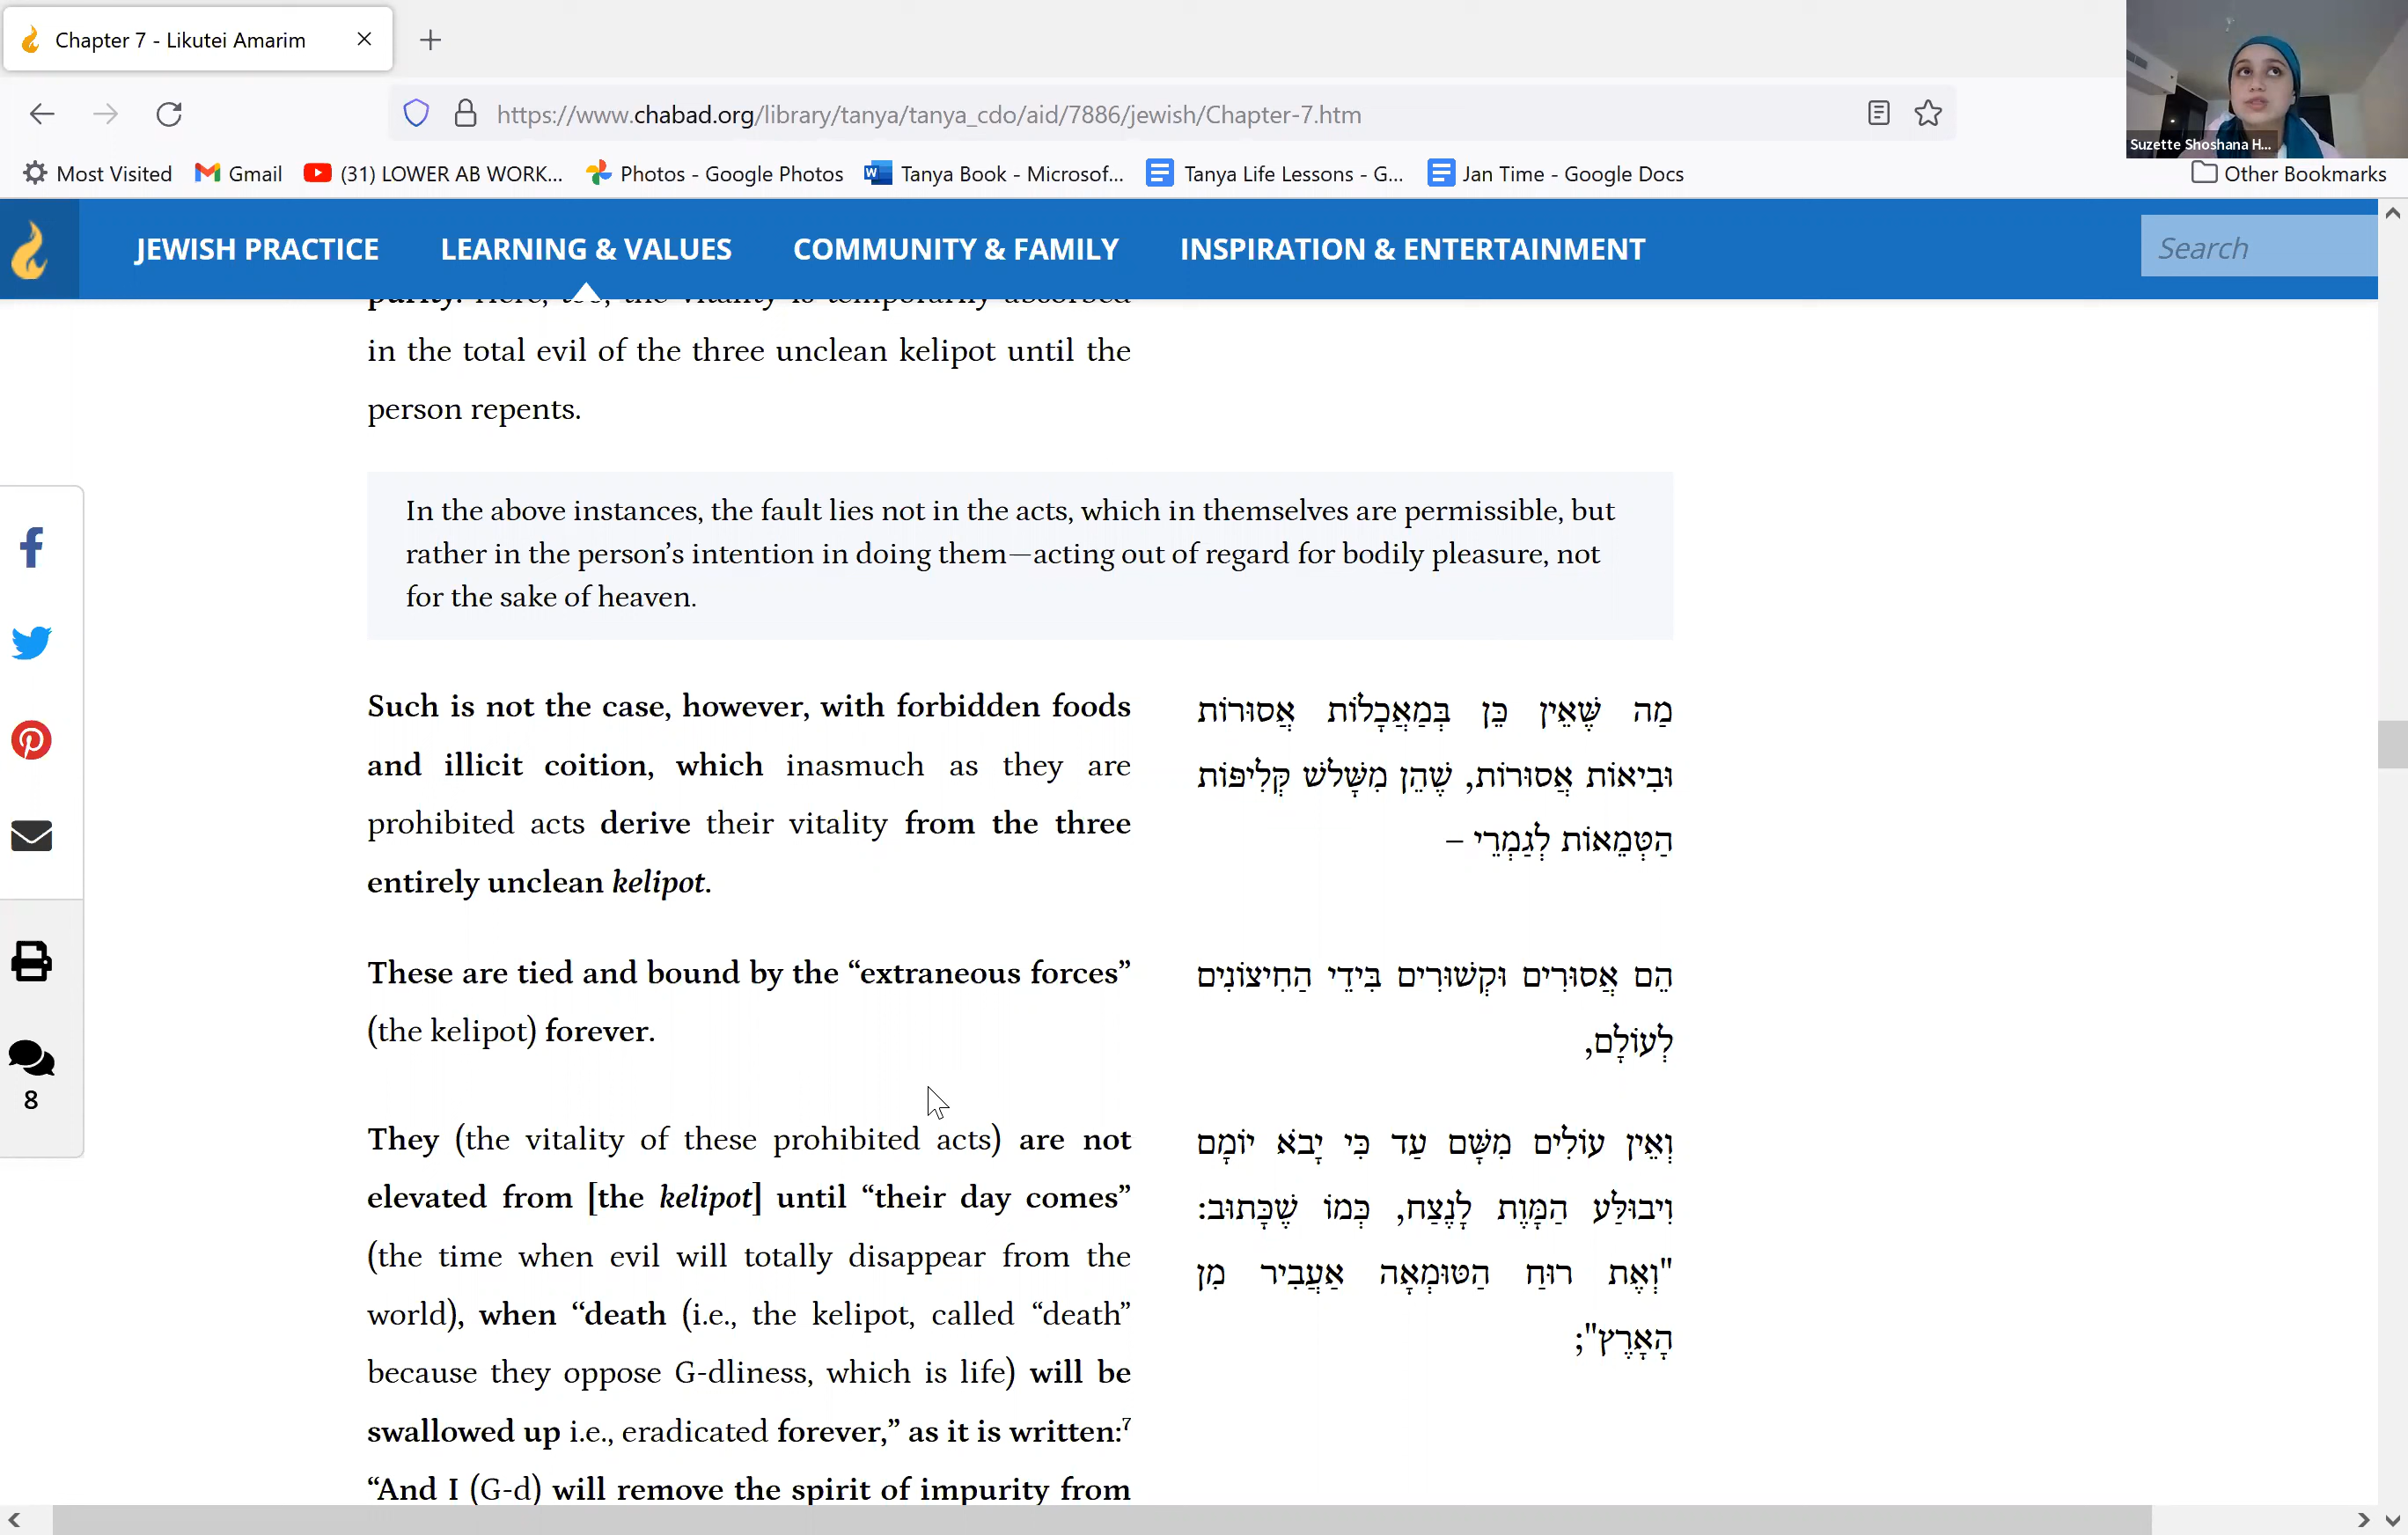 Chapter 7 - Likutei Amarim
https://www.chabad.org/library/tanya/tanya_cdo/aid/7886/jewish/Chapter-7.htm
Suzette Shoshana H...
Most Visited Gmail (31) LOWER AB WORK... Photos - Google Photos Tanya Book - Microsof... Tanya Life Lessons - G... Jan Time - Google Docs Other Bookmarks
JEWISH PRACTICE LEARNING & VALUES COMMUNITY & FAMILY INSPIRATION & ENTERTAINMENT Search
purity. Here, too, the vitality is temporarily absorbed
in the total evil of the three unclean kelipot until the
person repents.
In the above instances, the fault lies not in the acts, which in themselves are permissible, but
rather in the person’s intention in doing them—acting out of regard for bodily pleasure, not
for the sake of heaven.
Such is not the case, however, with forbidden foods
and illicit coition, which inasmuch as they are
prohibited acts derive their vitality from the three
entirely unclean kelipot.
מַה שֶּׁאֵין כֵּן בְּמַאֲכָלוֹת אֲסוּרוֹת
וּבִיאוֹת אֲסוּרוֹת, שֶׁהֵן מִשָּׁלֹשׁ קְלִיפּוֹת
הַטְּמֵאוֹת לְגַמְרֵי –
These are tied and bound by the “extraneous forces”
(the kelipot) forever.
הֵם אֲסוּרִים וּקְשׁוּרִים בִּידֵי הַחִיצוֹנִים
לְעוֹלָם,
They (the vitality of these prohibited acts) are not
elevated from [the kelipot] until “their day comes”
(the time when evil will totally disappear from the
world), when “death (i.e., the kelipot, called “death”
because they oppose G-dliness, which is life) will be
swallowed up i.e., eradicated forever,” as it is written:7
“And I (G-d) will remove the spirit of impurity from
וְאֵין עוֹלִים מִשָּׁם עַד כִּי יָבֹא יוֹמָם
וִיבוּלַּע הַמָּוֶת לָנֶצַח, כְּמוֹ שֶׁכָּתוּב:
"וְאֶת רוּחַ הַטּוּמְאָה אַעֲבִיר מִן
הָאָרֶץ";
8